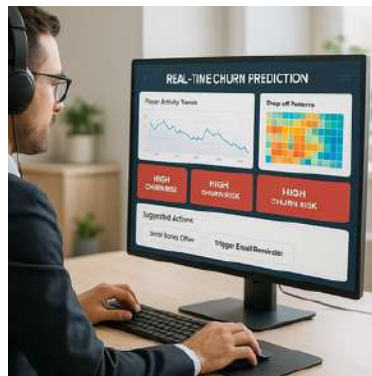 REAL-TIME CHURN PREDICTION
Player Activity Trends
Drop off Patterns
HIGH
CHURN RISK
HIGH
CHURN RISK
HIGH
CHURN RISK
Suggested Actions
Bonus Offer
Trigger Email Reminder